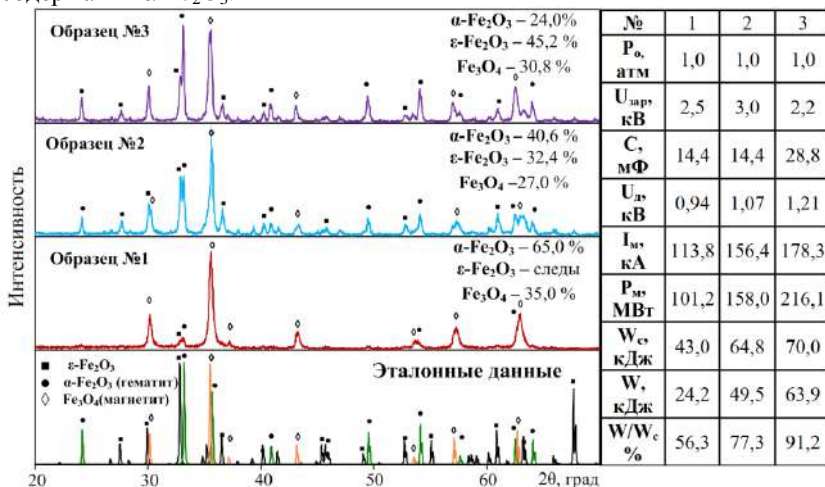 Образец №3
α-Fe₂O₃ – 24,0%
ε-Fe₂O₃ – 45,2 %
Fe₃O₄ – 30,8 %
Образец №2
α-Fe₂O₃ – 40,6 %
ε-Fe₂O₃ – 32,4 %
Fe₃O₄ –27,0 %
Образец №1
α-Fe₂O₃ – 65,0 %
ε-Fe₂O₃ – следы
Fe₃O₄ – 35,0 %
Интенсивность
■ ε-Fe₂O₃
● α-Fe₂O₃ (гематит)
◊ Fe₃O₄(магнетит)
Эталонные данные
20 30 40 50 60 2θ, град
№ 1 2 3
Pₒ, атм 1,0 1,0 1,0
Uзар, кВ 2,5 3,0 2,2
C, мФ 14,4 14,4 28,8
Uд, кВ 0,94 1,07 1,21
Iм, кА 113,8 156,4 178,3
Pм, МВт 101,2 158,0 216,1
Wс, кДж 43,0 64,8 70,0
W, кДж 24,2 49,5 63,9
W/Wс % 56,3 77,3 91,2